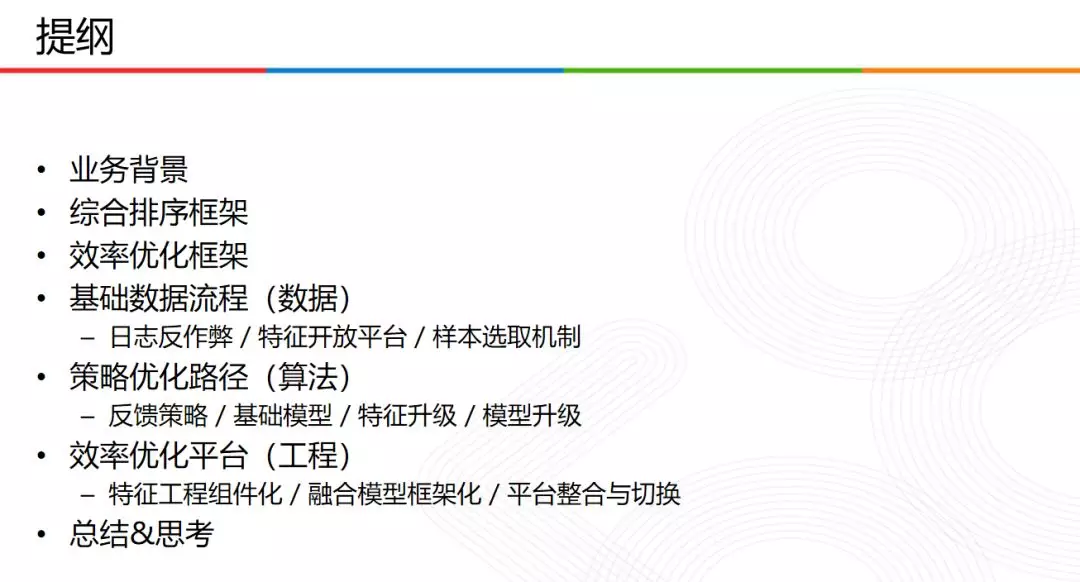 提纲
• 业务背景
• 综合排序框架
• 效率优化框架
• 基础数据流程（数据）
– 日志反作弊 / 特征开放平台 / 样本选取机制
• 策略优化路径（算法）
– 反馈策略 / 基础模型 / 特征升级 / 模型升级
• 效率优化平台（工程）
– 特征工程组件化 / 融合模型框架化 / 平台整合与切换
• 总结&思考